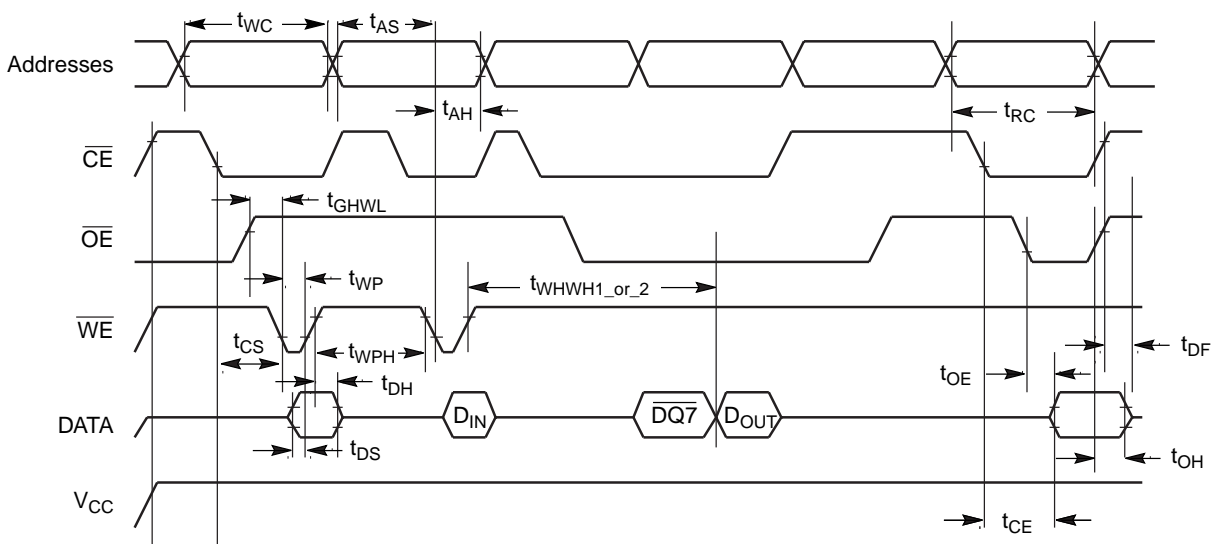 tWC
tAS
Addresses
tAH
tRC
CE
tGHWL
OE
tWP
tWHWH1_or_2
WE
tCS
tWPH
tDF
tDH
tOE
DATA
DIN
DQ7
DOUT
tDS
tOH
VCC
tCE